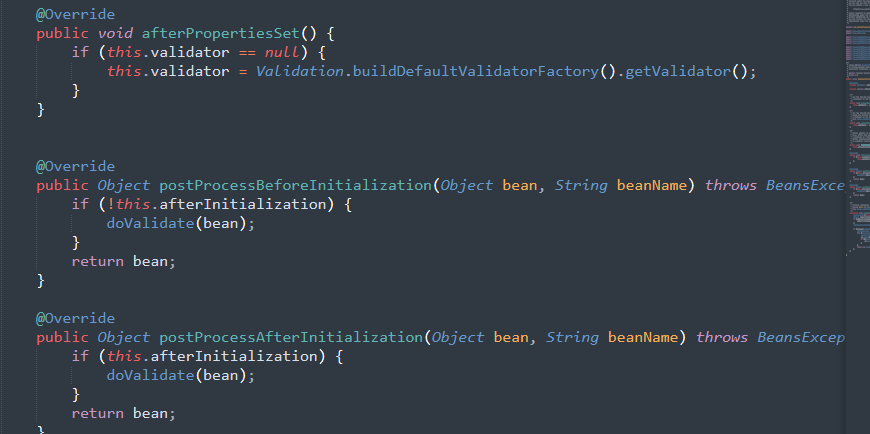 @Override
public void afterPropertiesSet() {
if (this.validator == null) {
this.validator = Validation.buildDefaultValidatorFactory().getValidator();
}
}
@Override
public Object postProcessBeforeInitialization(Object bean, String beanName) throws BeansExce
if (!this.afterInitialization) {
doValidate(bean);
}
return bean;
}
@Override
public Object postProcessAfterInitialization(Object bean, String beanName) throws BeansExcep
if (this.afterInitialization) {
doValidate(bean);
}
return bean;
}